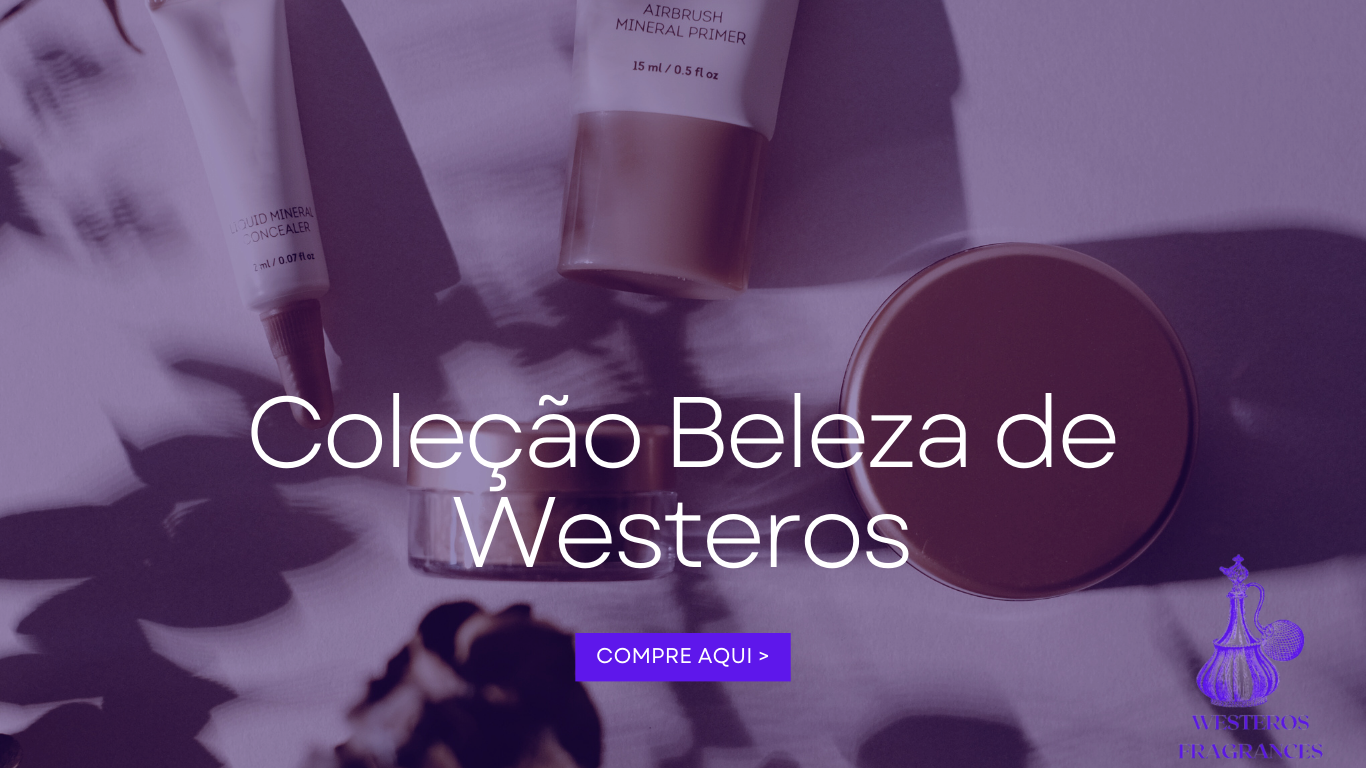 AIRBRUSH
MINERAL PRIMER
15 ml / 0.5 fl oz
LIQUID MINERAL
CONCEALER
2 ml / 0.07 fl oz
Coleção Beleza de
Westeros
COMPRE AQUI >
WESTEROS
FRAGRANCES